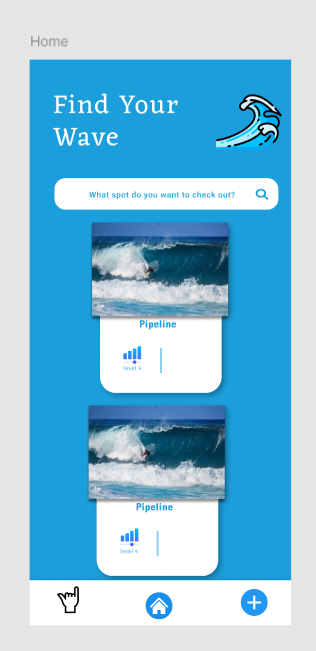 Home
Find Your
Wave
What spot do you want to check out?
Pipeline
level 4
Pipeline
level 4